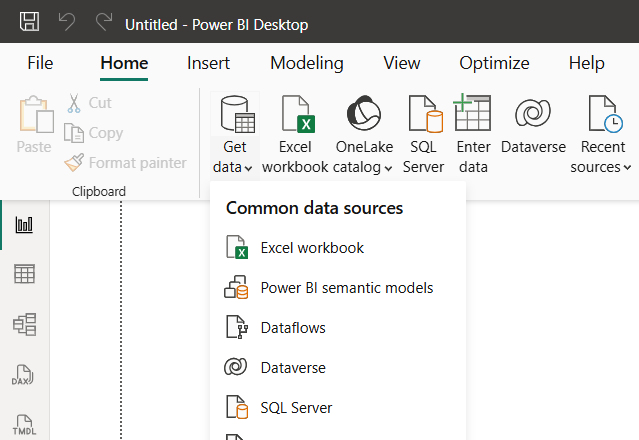 Untitled - Power BI Desktop
File Home Insert Modeling View Optimize Help
Paste
Cut
Copy
Format painter
Clipboard
Get data
Excel workbook
OneLake catalog
SQL Server
Enter data
Dataverse
Recent sources
Common data sources
Excel workbook
Power BI semantic models
Dataflows
Dataverse
SQL Server
DAX
TMDL